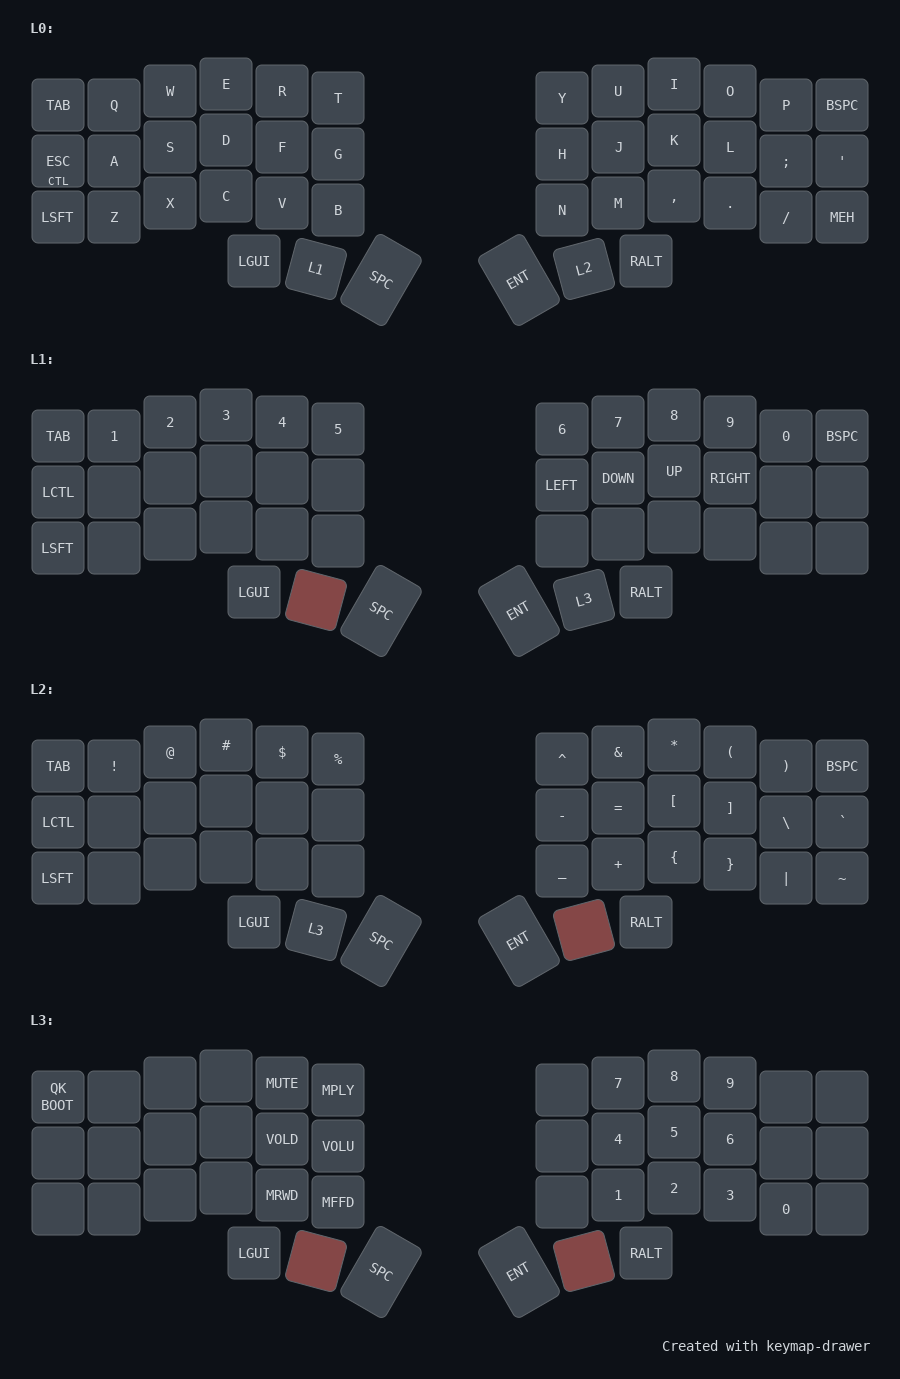 L0:
TAB Q W E R T Y U I O P BSPC
ESC A S D F G H J K L ; '
CTL
LSFT Z X C V B N M , . / MEH
LGUI L1 SPC ENT L2 RALT
L1:
TAB 1 2 3 4 5 6 7 8 9 0 BSPC
LCTL LEFT DOWN UP RIGHT
LSFT
LGUI SPC ENT L3 RALT
L2:
TAB ! @ # $ % ^ & * ( ) BSPC
LCTL - = [ ] \ `
LSFT _ + { } | ~
LGUI L3 SPC ENT RALT
L3:
QK MUTE MPLY 7 8 9
BOOT
VOLD VOLU 4 5 6
MRWD MFFD 1 2 3 0
LGUI SPC ENT RALT
Created with keymap-drawer